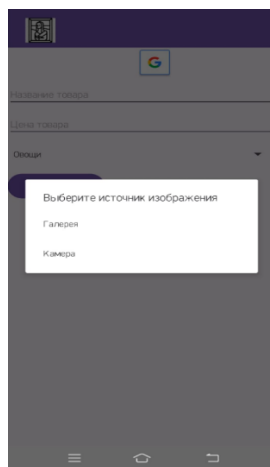 G
Название товара
Цена товара
Овощи
Выберите источник изображения
Галерея
Камера